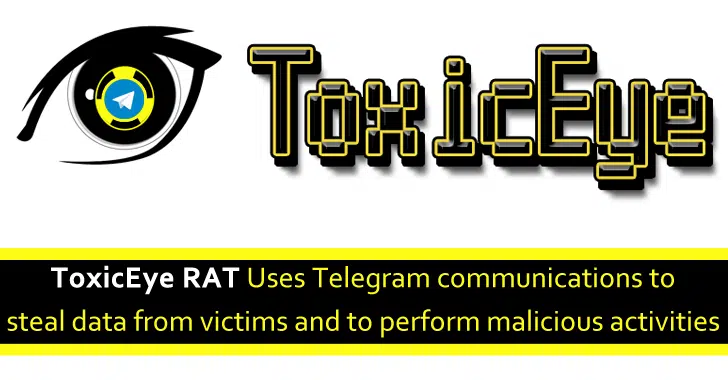 ToxicEye
ToxicEye RAT Uses Telegram communications to
steal data from victims and to perform malicious activities